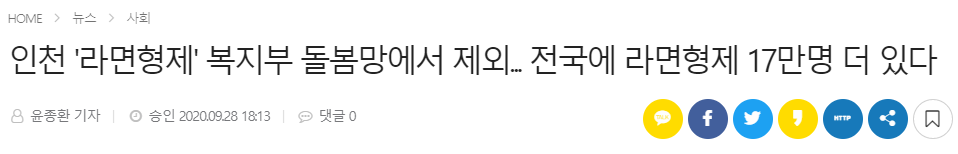 HOME > 뉴스 > 사회
인천 '라면형제' 복지부 돌봄망에서 제외... 전국에 라면형제 17만명 더 있다
윤종환 기자 | 승인 2020.09.28 18:13 | 댓글 0
TALK
HTTP